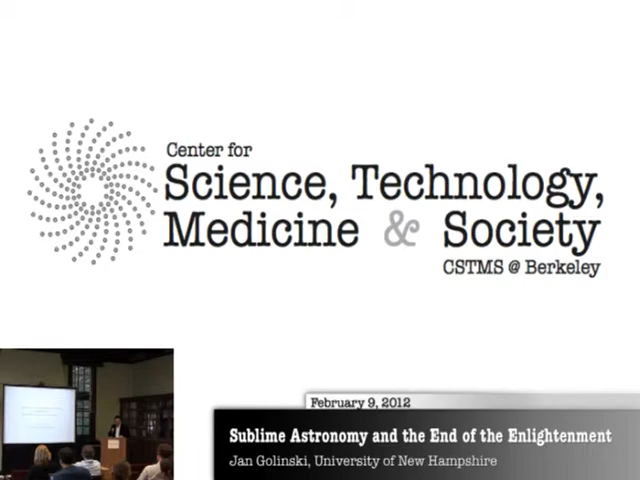 Center for
Science, Technology,
Medicine & Society
CSTMS @ Berkeley
February 9, 2012
Sublime Astronomy and the End of the Enlightenment
Jan Golinski, University of New Hampshire